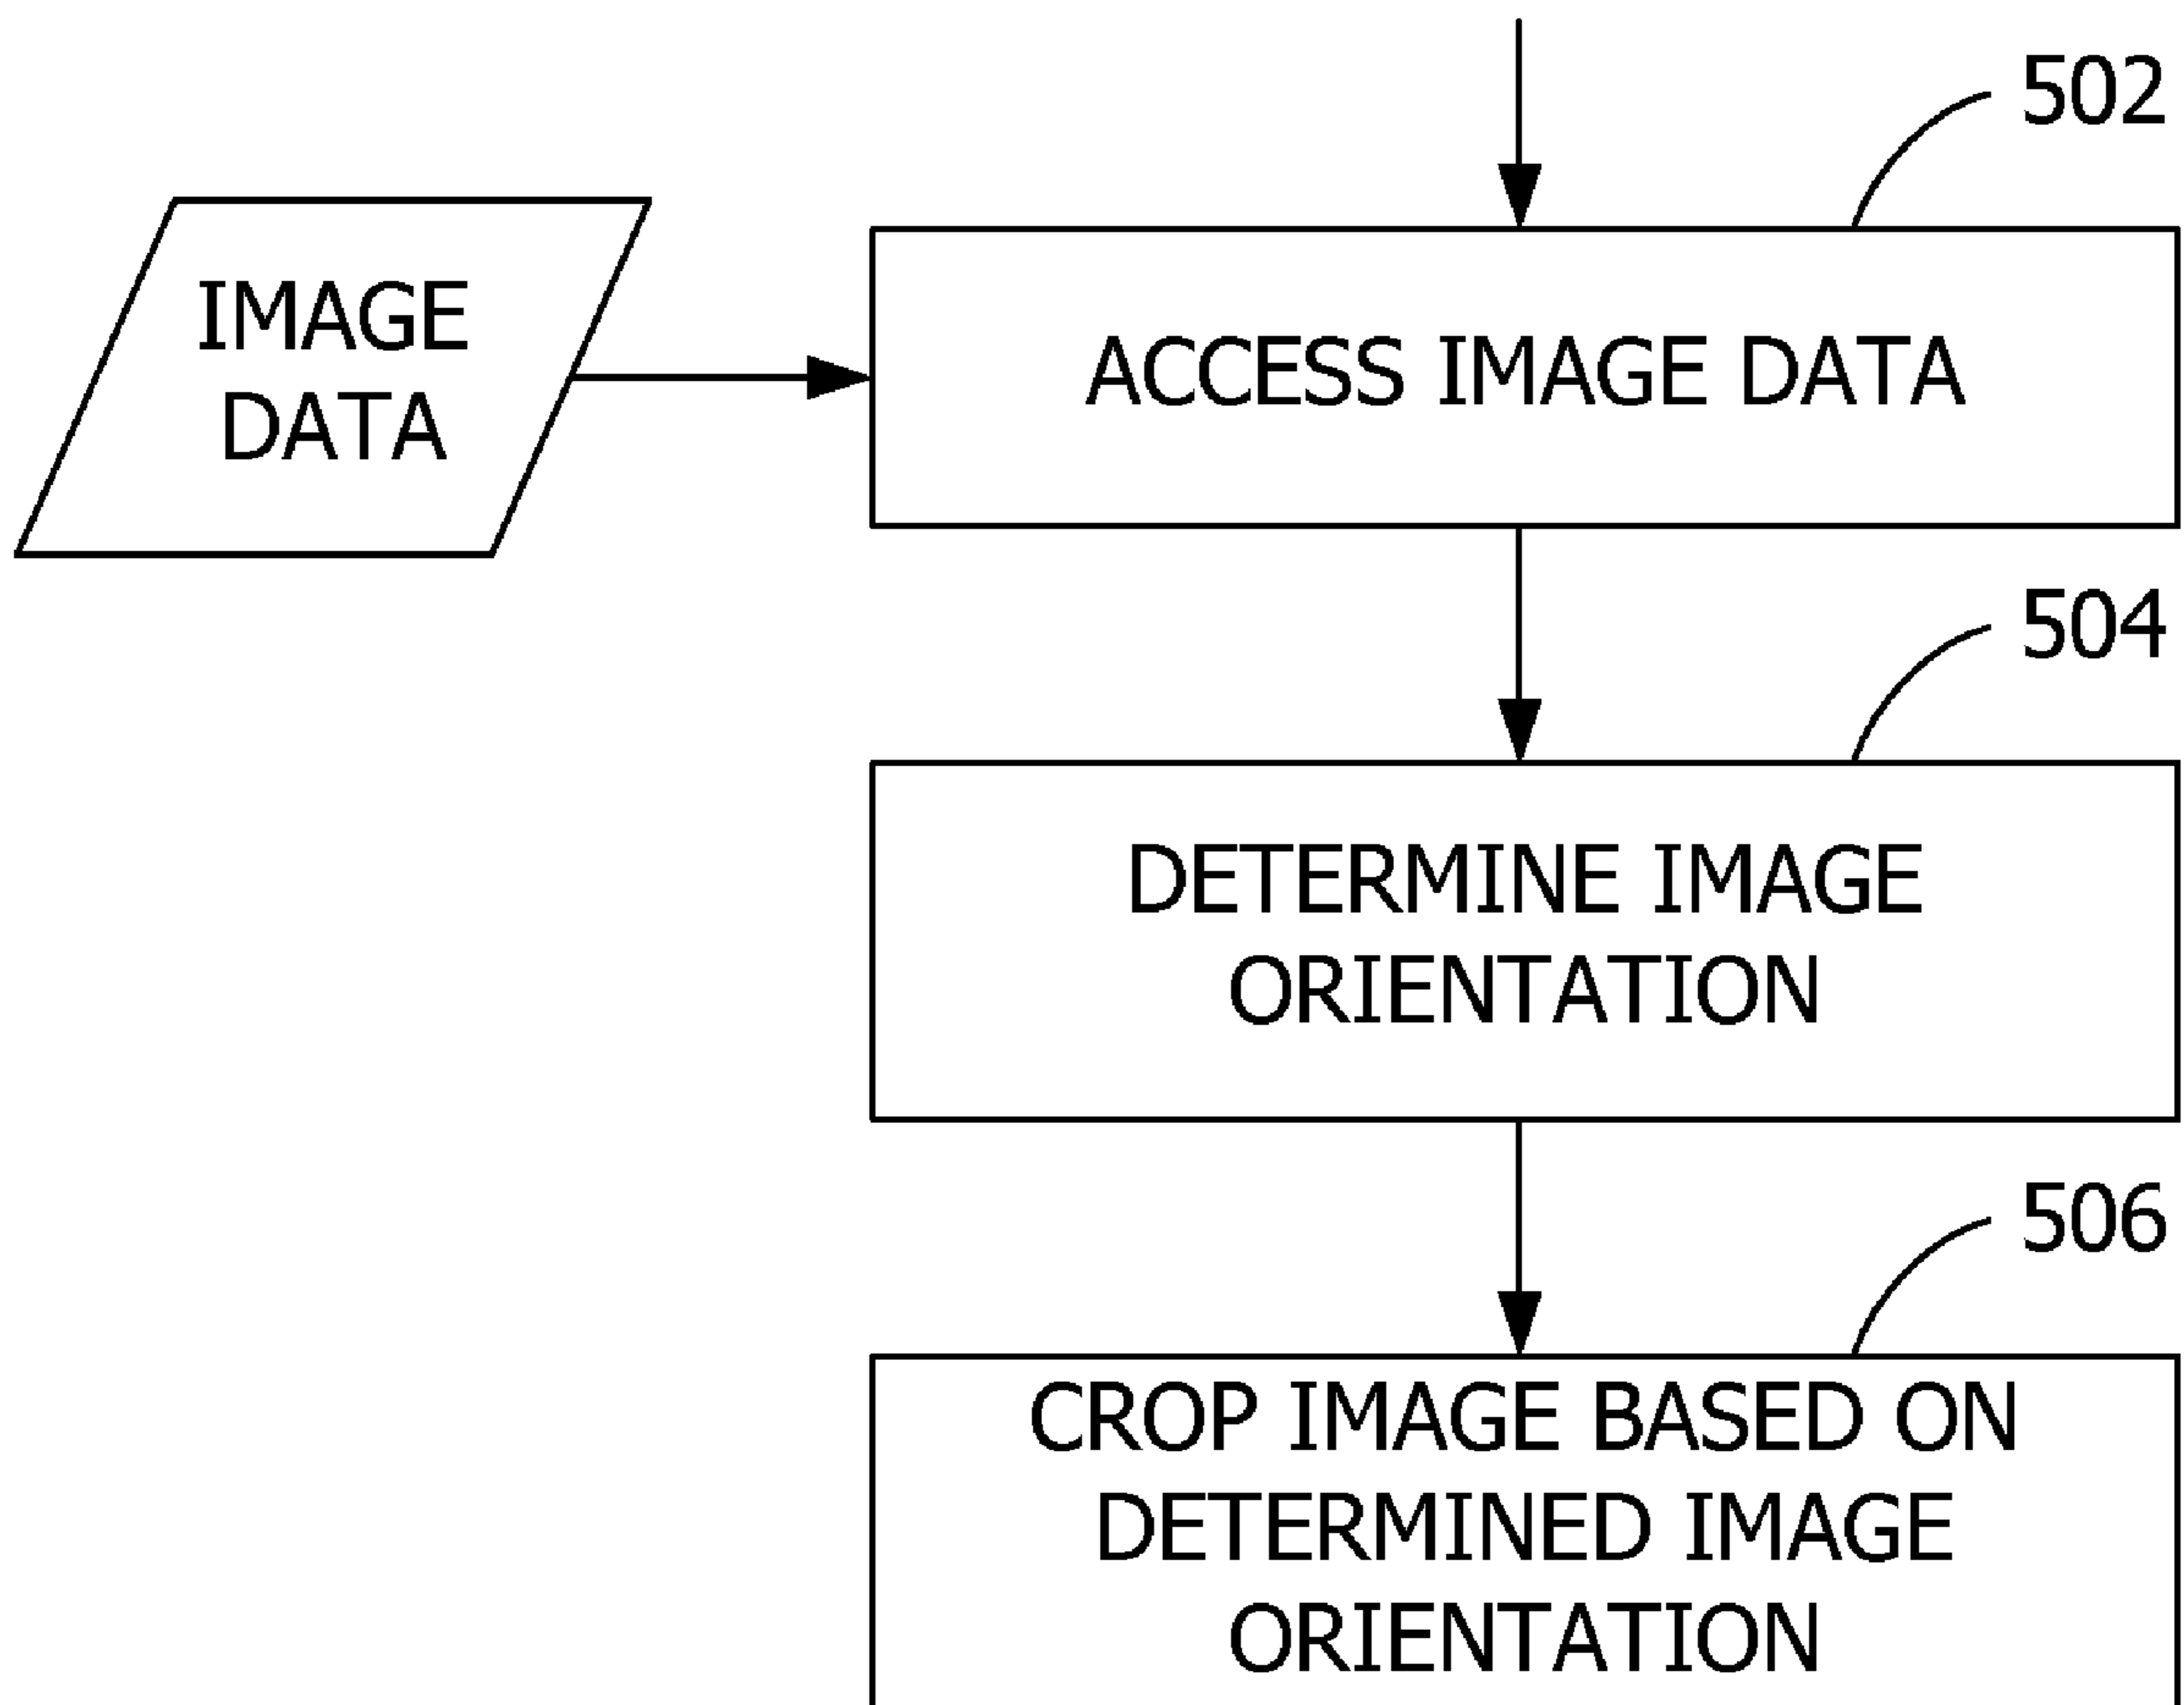 502
IMAGE
DATA
ACCESS IMAGE DATA
504
DETERMINE IMAGE
ORIENTATION
506
CROP IMAGE BASED ON
DETERMINED IMAGE
ORIENTATION